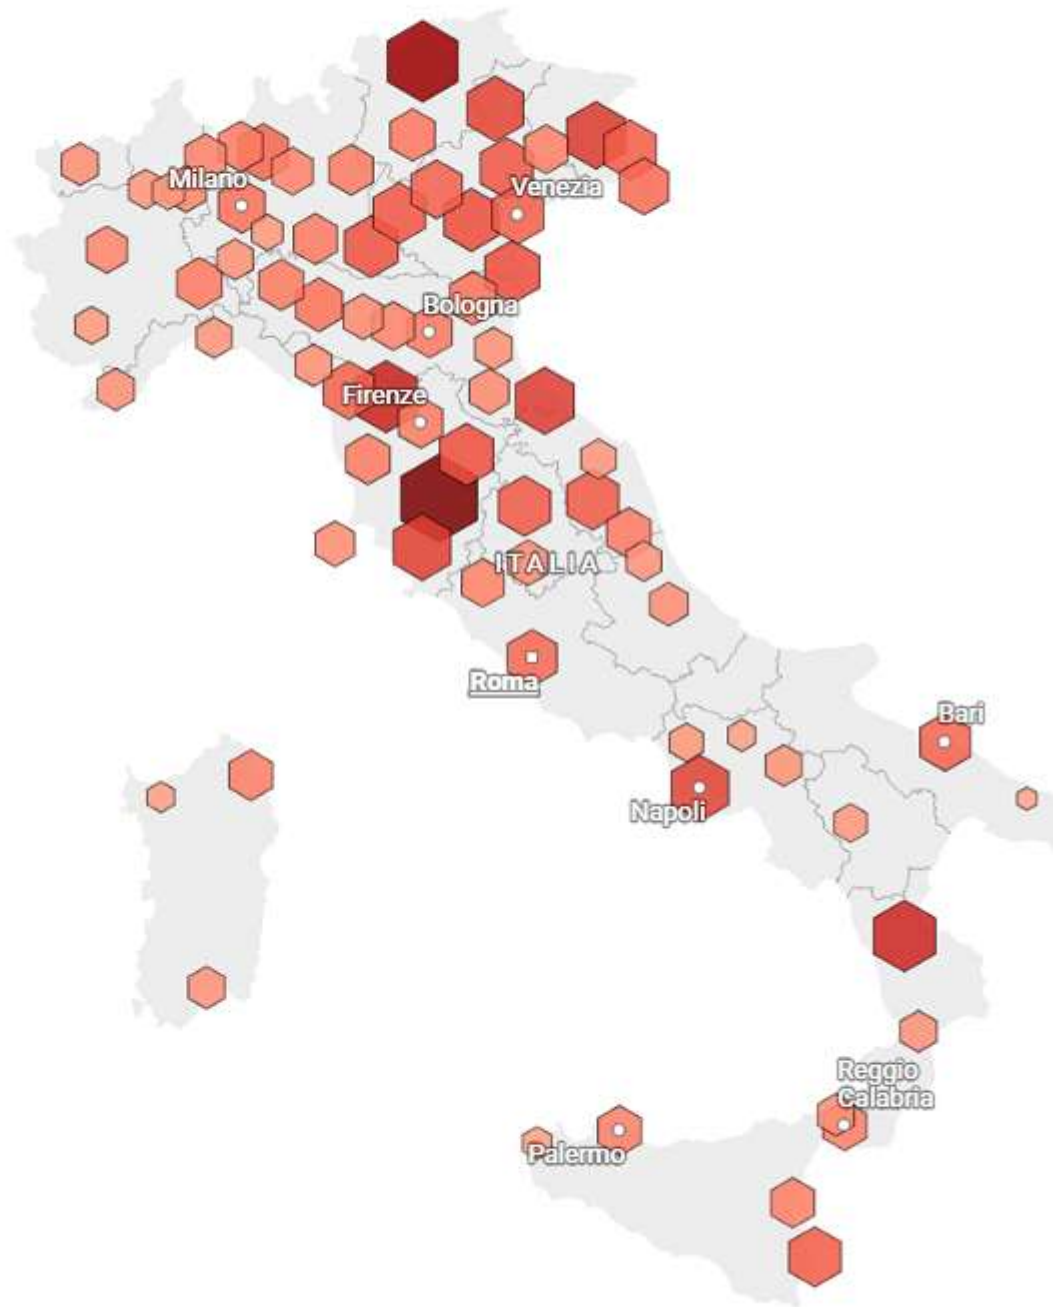 Milano
Venezia
Bologna
Firenze
ITALIA
Roma
Bari
Napoli
Reggio
Calabria
Palermo